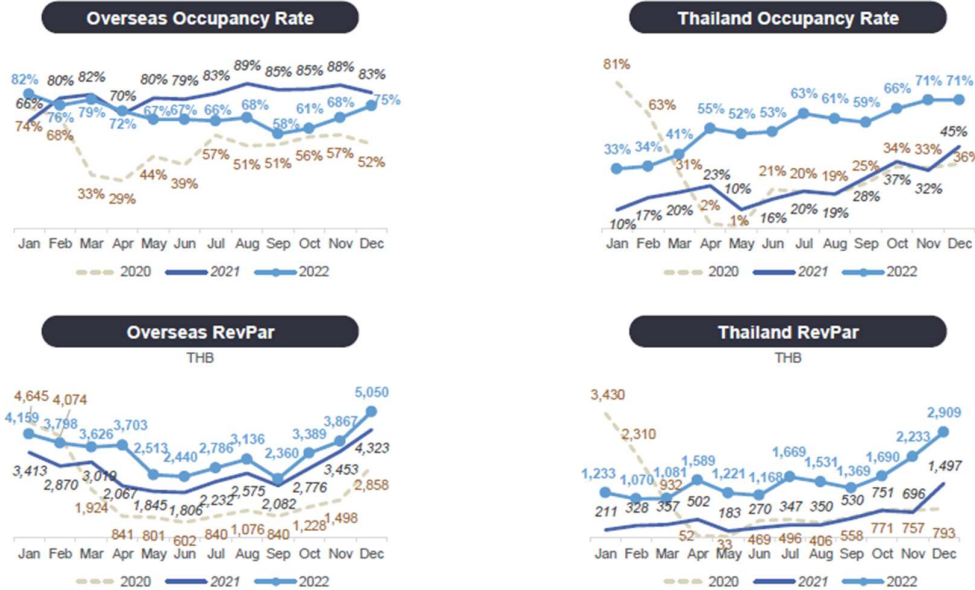 Overseas Occupancy Rate
82% 80% 82% 70% 80% 79% 83% 89% 85% 85% 88% 83%
66% 76% 79% 72% 67% 67% 66% 68% 58% 61% 68% 75%
74% 68% 33% 29% 44% 39% 57% 51% 51% 56% 57% 52%
Jan Feb Mar Apr May Jun Jul Aug Sep Oct Nov Dec
2020 2021 2022
Thailand Occupancy Rate
81% 63% 31% 2% 1% 21% 20% 19% 25% 34% 33% 36%
33% 34% 41% 55% 52% 53% 63% 61% 59% 66% 71% 71%
10% 17% 20% 23% 10% 16% 20% 19% 28% 37% 32% 45%
Jan Feb Mar Apr May Jun Jul Aug Sep Oct Nov Dec
2020 2021 2022
Overseas RevPar
THB
4,645 4,074 1,924 841 801 602 840 1,076 840 1,228 1,498 2,858
4,159 3,798 3,626 3,703 2,513 2,440 2,786 3,136 2,360 3,389 3,867 5,050
3,413 2,870 3,019 2,067 1,845 1,806 2,232 2,575 2,082 2,776 3,453 4,323
Jan Feb Mar Apr May Jun Jul Aug Sep Oct Nov Dec
2020 2021 2022
Thailand RevPar
THB
3,430 2,310 932 52 33 469 496 406 558 771 757 793
1,233 1,070 1,081 1,589 1,221 1,168 1,669 1,531 1,369 1,690 2,233 2,909
211 328 357 502 183 270 347 350 530 751 696 1,497
Jan Feb Mar Apr May Jun Jul Aug Sep Oct Nov Dec
2020 2021 2022